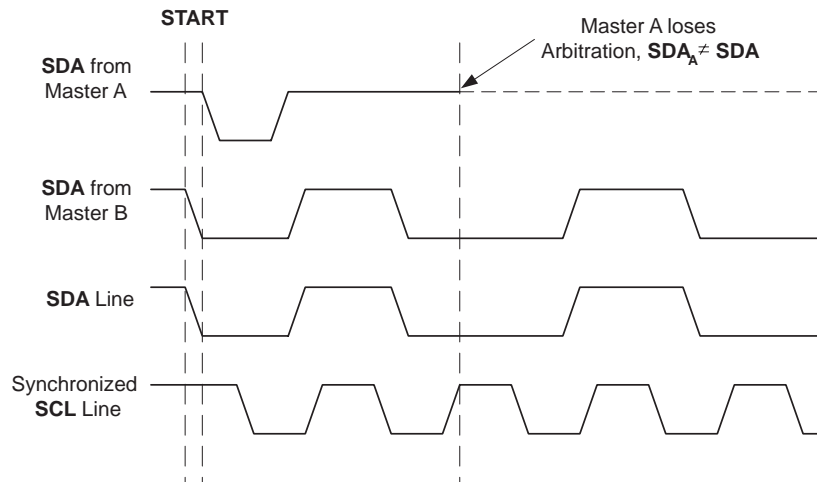 START
Master A loses
Arbitration, SDA_A ≠ SDA
SDA from
Master A
SDA from
Master B
SDA Line
Synchronized
SCL Line